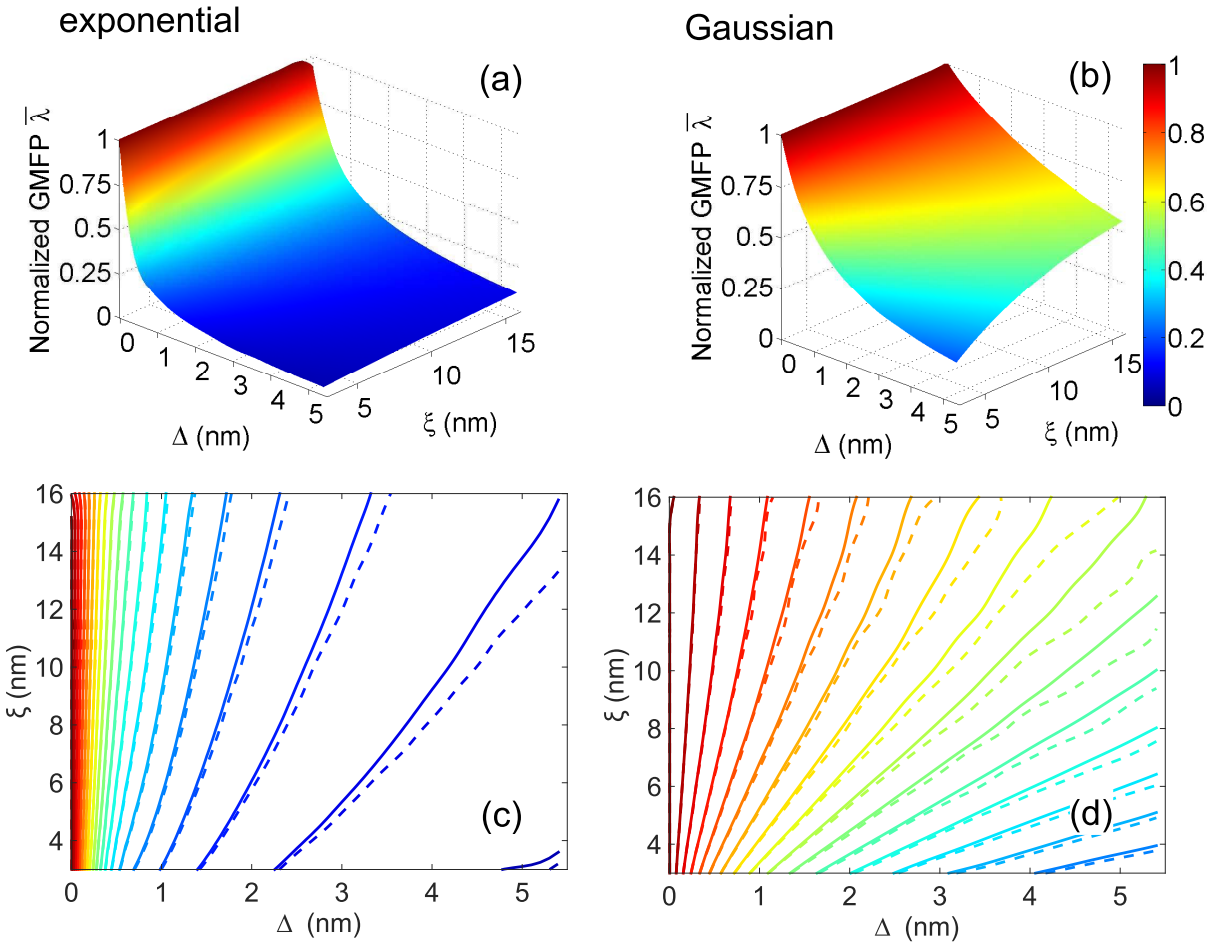 exponential
(a)
Normalized GMFP λ̅
1
0.75
0.5
0.25
0
0 1 2 3 4 5
Δ (nm)
5 10 15
ξ (nm)
Gaussian
(b)
Normalized GMFP λ̅
1
0.75
0.5
0.25
0
0 1 2 3 4 5
Δ (nm)
5 10 15
ξ (nm)
1
0.8
0.6
0.4
0.2
0
16
14
12
10
8
6
4
ξ (nm)
(c)
0 1 2 3 4 5
Δ (nm)
16
14
12
10
8
6
4
ξ (nm)
(d)
0 1 2 3 4 5
Δ (nm)